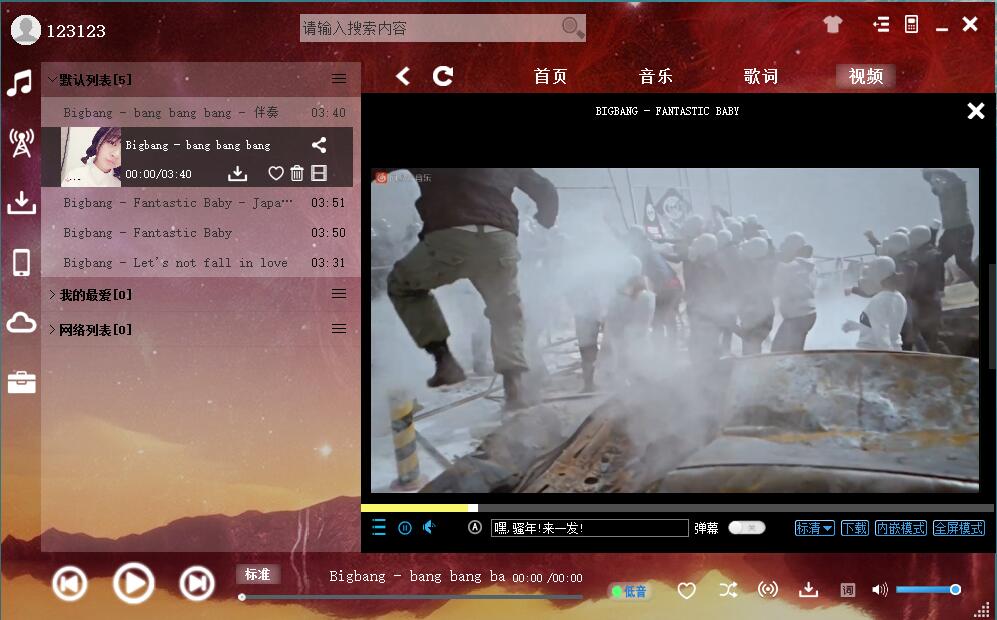 123123
请输入搜索内容
首页 音乐 歌词 视频
默认列表[5]
Bigbang - bang bang bang - 伴奏 03:40
Bigbang - bang bang bang
00:00/03:40
Bigbang - Fantastic Baby - Japa… 03:51
Bigbang - Fantastic Baby 03:50
Bigbang - Let's not fall in love 03:31
我的最爱[0]
网络列表[0]
BIGBANG - FANTASTIC BABY
音乐
A 嘿,骚年!来一发! 弹幕 关 标清 下载 内嵌模式 全屏模式
标准 Bigbang - bang bang ba 00:00 /00:00
低音 词